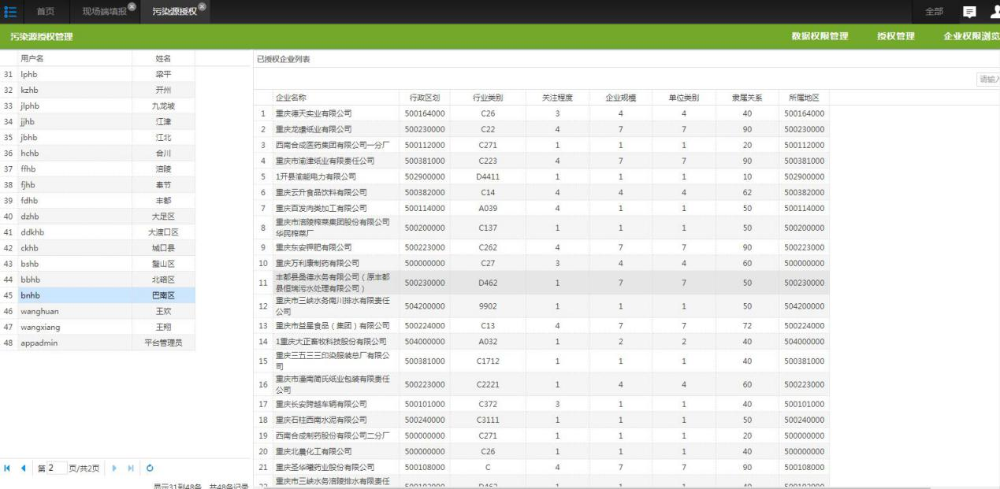 首页 现场端填报 污染源授权 全部
污染源授权管理 数据权限管理 授权管理 企业权限浏览
用户名 姓名
31 lphb 梁平
32 kzhb 开州
33 jlphb 九龙坡
34 jjhb 江津
35 jbhb 江北
36 hchb 合川
37 ffhb 涪陵
38 fjhb 奉节
39 fdhb 丰都
40 dzhb 大足区
41 ddkhb 大渡口区
42 ckhb 城口县
43 bshb 璧山区
44 bbhb 北碚区
45 bnhb 巴南区
46 wanghuan 王欢
47 wangxiang 王翔
48 appadmin 平台管理员
第 2 页/共2页
显示31到48条，共48条记录
已授权企业列表
请输入
企业名称 行政区划 行业类别 关注程度 企业规模 单位类别 隶属关系 所属地区
1 重庆德天实业有限公司 500164000 C26 3 4 4 40 500164000
2 重庆龙璟纸业有限公司 500230000 C22 4 7 7 90 500230000
3 西南合成医药集团有限公司一分厂 500112000 C271 1 1 1 20 500112000
4 重庆市渝津纸业有限责任公司 500381000 C223 4 7 7 90 500381000
5 1开县渝能电力有限公司 502900000 D4411 1 1 1 10 502900000
6 重庆云升食品饮料有限公司 500382000 C14 4 4 4 62 500382000
7 重庆百发肉类加工有限公司 500114000 A039 4 1 1 50 500114000
8 重庆市涪陵榨菜集团股份有限公司
华民榨菜厂 500200000 C137 1 1 1 50 500200000
9 重庆东安钾肥有限公司 500223000 C262 4 7 7 90 500223000
10 重庆万利康制药有限公司 500000000 C27 3 4 4 60 500000000
11 丰都县桑德水务有限公司（原丰都
县恒瑞污水处理有限公司） 500230000 D462 1 7 7 50 500230000
12 重庆市三峡水务南川排水有限责任
公司 504200000 9902 1 1 1 50 504200000
13 重庆市益星食品（集团）有限公司 500224000 C13 4 7 7 72 500224000
14 1重庆大正畜牧科技股份有限公司 504000000 A032 1 2 2 40 504000000
15 重庆三五三三印染服装总厂有限公
司 500381000 C1712 1 1 1 40 500381000
16 重庆市潼南简氏纸业包装有限责任
公司 500223000 C2221 1 4 4 60 500223000
17 重庆长安跨越车辆有限公司 500101000 C372 3 1 1 40 500101000
18 重庆石柱西南水泥有限公司 500240000 C3111 1 1 1 50 500240000
19 西南合成制药股份有限公司二分厂 500000000 C271 1 1 1 20 500000000
20 重庆北晨化工有限公司 500000000 C26 1 1 1 40 500000000
21 重庆圣华曦药业股份有限公司 500108000 C 4 7 7 90 500108000
22 重庆市三峡水务涪陵排水有限责任 500102000 D462 1 1 1 40 500102000